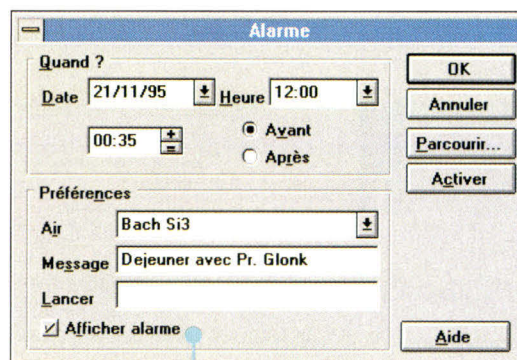 Alarme
Quand ?
Date 21/11/95 Heure 12:00
00:35
Avant
Après
Préférences
Air Bach Si3
Message Dejeuner avec Pr. Glonk
Lancer
Afficher alarme
OK
Annuler
Parcourir...
Activer
Aide